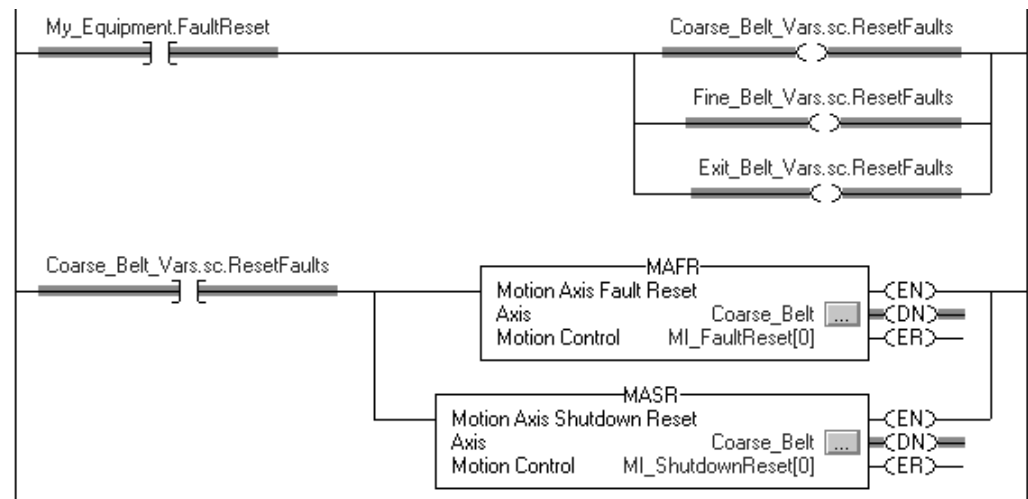 My_Equipment.FaultReset
Coarse_Belt_Vars.sc.ResetFaults
Fine_Belt_Vars.sc.ResetFaults
Exit_Belt_Vars.sc.ResetFaults
Coarse_Belt_Vars.sc.ResetFaults
MAFR
Motion Axis Fault Reset
Axis Coarse_Belt ...
Motion Control MI_FaultReset[0]
EN
DN
ER
MASR
Motion Axis Shutdown Reset
Axis Coarse_Belt ...
Motion Control MI_ShutdownReset[0]
EN
DN
ER